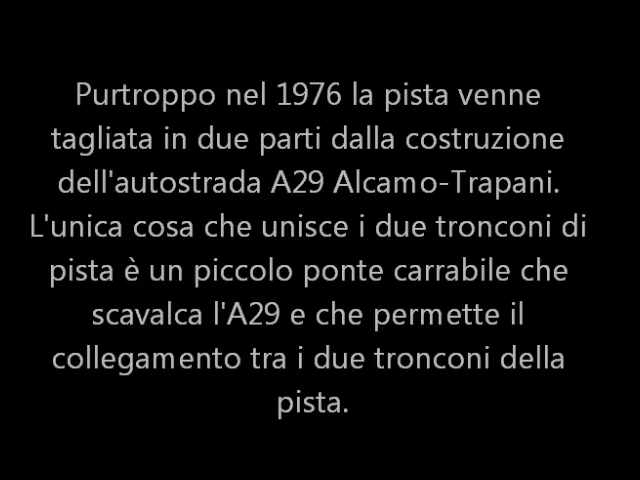 Purtroppo nel 1976 la pista venne
tagliata in due parti dalla costruzione
dell'autostrada A29 Alcamo-Trapani.
L'unica cosa che unisce i due tronconi di
pista è un piccolo ponte carrabile che
scavalca l'A29 e che permette il
collegamento tra i due tronconi della
pista.